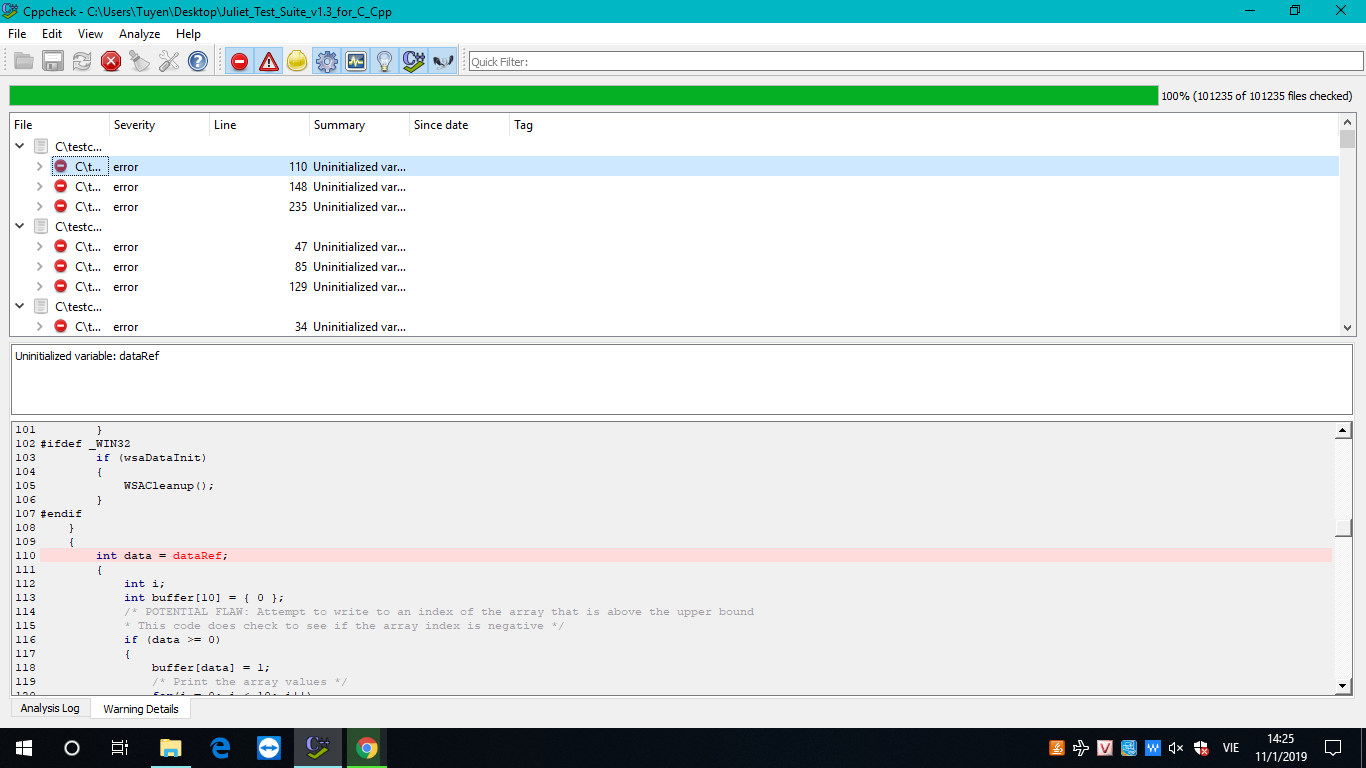 Cppcheck - C:\Users\Tuyen\Desktop\Juliet_Test_Suite_v1.3_for_C_Cpp
File Edit View Analyze Help
Quick Filter:
100% (101235 of 101235 files checked)
File Severity Line Summary Since date Tag
C\testc...
C\t... error 110 Uninitialized var...
C\t... error 148 Uninitialized var...
C\t... error 235 Uninitialized var...
C\testc...
C\t... error 47 Uninitialized var...
C\t... error 85 Uninitialized var...
C\t... error 129 Uninitialized var...
C\testc...
C\t... error 34 Uninitialized var...
Uninitialized variable: dataRef
101 }
102 #ifdef _WIN32
103 if (wsaDataInit)
104 {
105 WSACleanup();
106 }
107 #endif
108 }
109 {
110 int data = dataRef;
111 {
112 int i;
113 int buffer[10] = { 0 };
114 /* POTENTIAL FLAW: Attempt to write to an index of the array that is above the upper bound
115 * This code does check to see if the array index is negative */
116 if (data >= 0)
117 {
118 buffer[data] = 1;
119 /* Print the array values */
120 for(i = 0; i < 10; i++)
Analysis Log Warning Details
VIE
14:25
11/1/2019